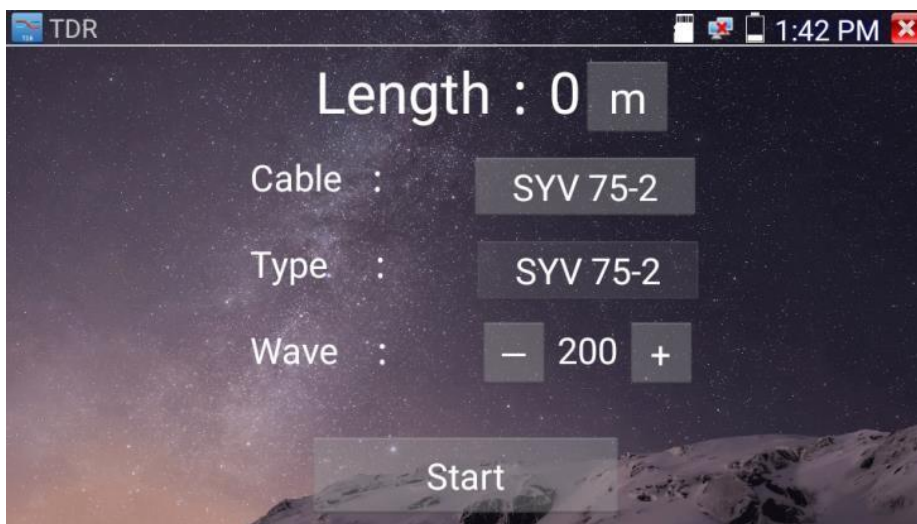 TDR 1:42 PM
Length : 0 m
Cable : SYV 75-2
Type : SYV 75-2
Wave : – 200 +
Start